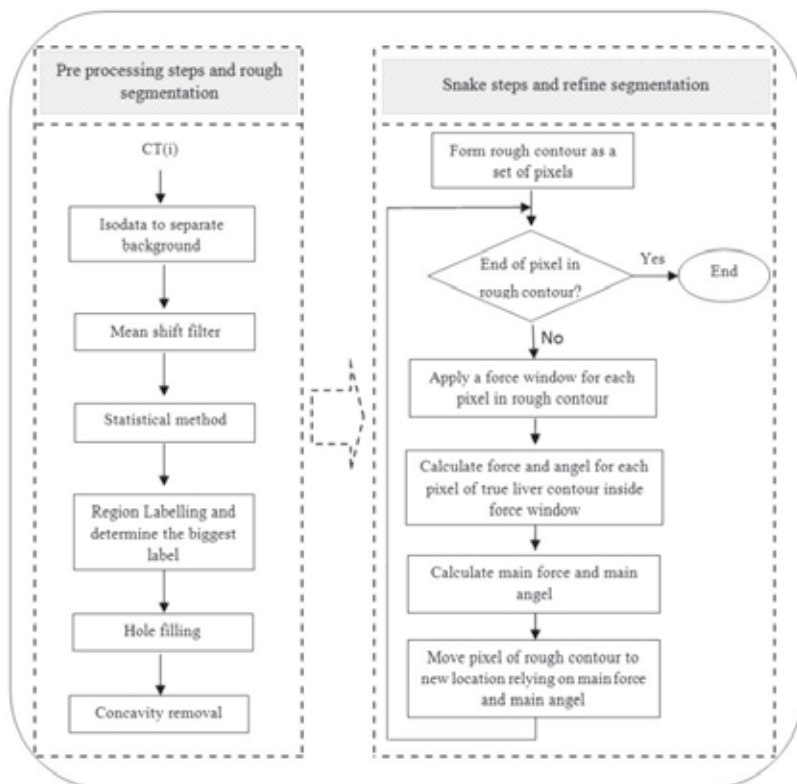 Pre processing steps and rough
segmentation
CT(i)
Isodata to separate
background
Mean shift filter
Statistical method
Region Labelling and
determine the biggest
label
Hole filling
Concavity removal
Snake steps and refine segmentation
Form rough contour as a
set of pixels
End of pixel in
rough contour?
Yes
End
No
Apply a force window for each
pixel in rough contour
Calculate force and angel for each
pixel of true liver contour inside
force window
Calculate main force and main
angel
Move pixel of rough contour to
new location relying on main force
and main angel